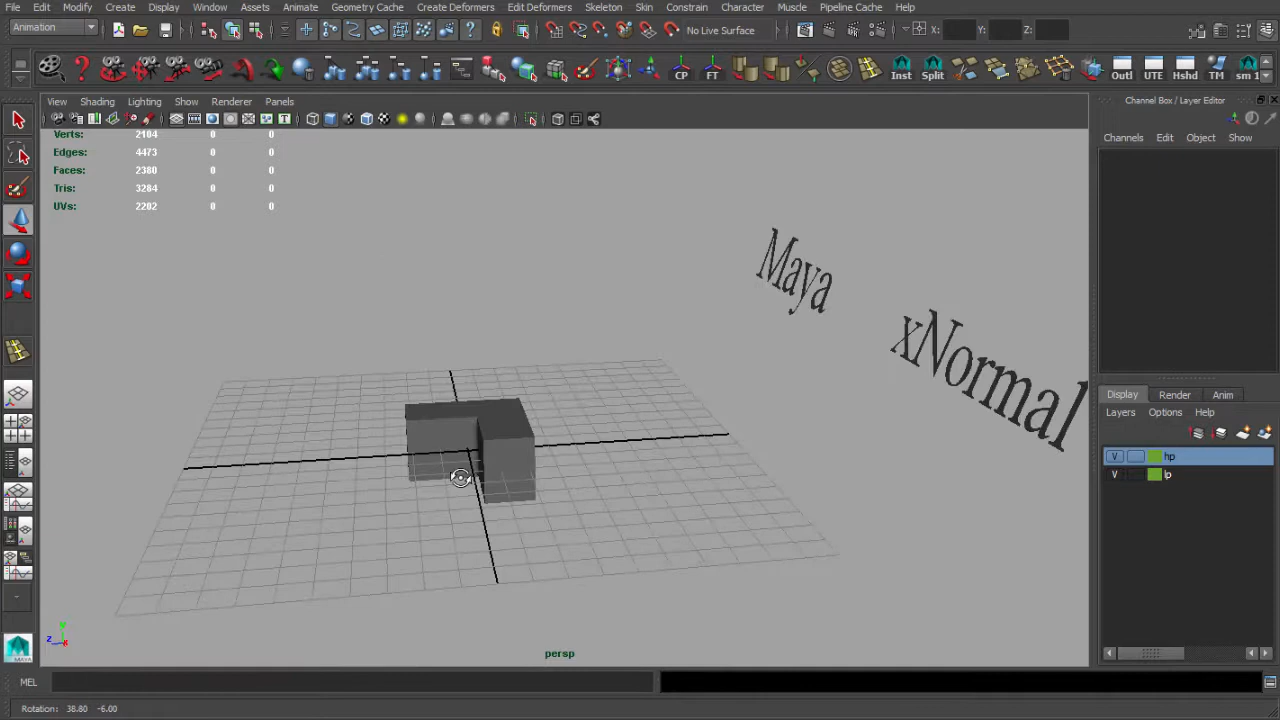 File Edit Modify Create Display Window Assets Animate Geometry Cache Create Deformers Edit Deformers Skeleton Skin Constrain Character Muscle Pipeline Cache Help
Animation No Live Surface X: Y: Z:
CP FT Inst Split Outl UTE Hshd TM sm 1
View Shading Lighting Show Renderer Panels
Channel Box / Layer Editor
Channels Edit Object Show
Verts: 2104 0 0
Edges: 4473 0 0
Faces: 2380 0 0
Tris: 3284 0 0
UVs: 2202 0 0
Maya
xNormal
Display Render Anim
Layers Options Help
V hp
V lp
y
z x
persp
MAYA
MEL
Rotation: 38.80 -6.00